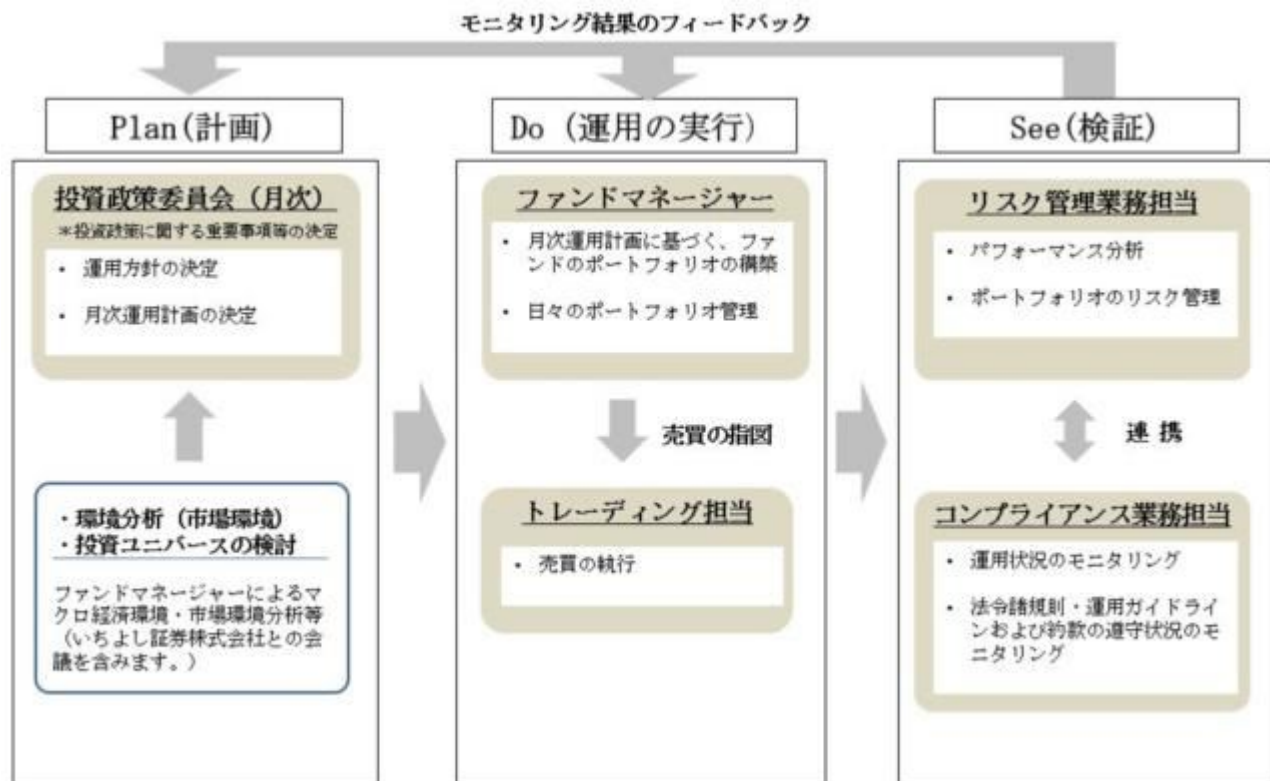 モニタリング結果のフィードバック
Plan(計画)
投資政策委員会（月次）
＊投資政策に関する重要事項等の決定
・ 運用方針の決定
・ 月次運用計画の決定
・環境分析（市場環境）
・投資ユニバースの検討
ファンドマネージャーによるマ
クロ経済環境・市場環境分析等
（いちよし証券株式会社との会
議を含みます。）
Do（運用の実行）
ファンドマネージャー
・ 月次運用計画に基づく、ファ
ンドのポートフォリオの構築
・ 日々のポートフォリオ管理
売買の指図
トレーディング担当
・ 売買の執行
See(検証)
リスク管理業務担当
・ パフォーマンス分析
・ ポートフォリオのリスク管理
連 携
コンプライアンス業務担当
・ 運用状況のモニタリング
・ 法令諸規則・運用ガイドライ
ンおよび約款の遵守状況のモ
ニタリング